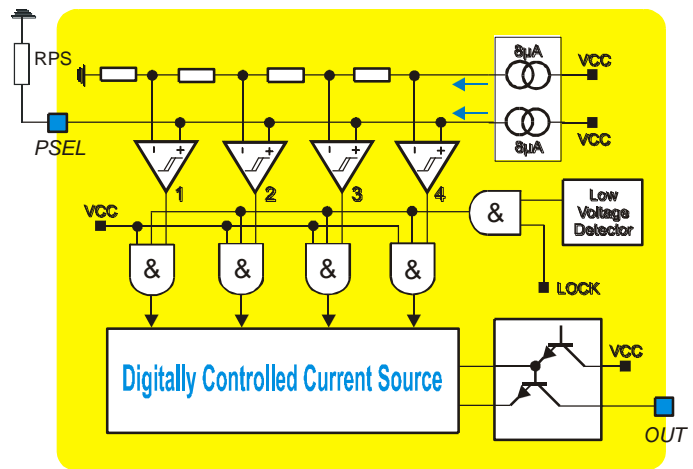 8µA
VCC
RPS
VCC
8µA
PSEL
- +
- +
- +
- +
1
2
3
4
VCC
&
Low
Voltage
Detector
&
&
&
&
LOCK
Digitally Controlled Current Source
VCC
OUT